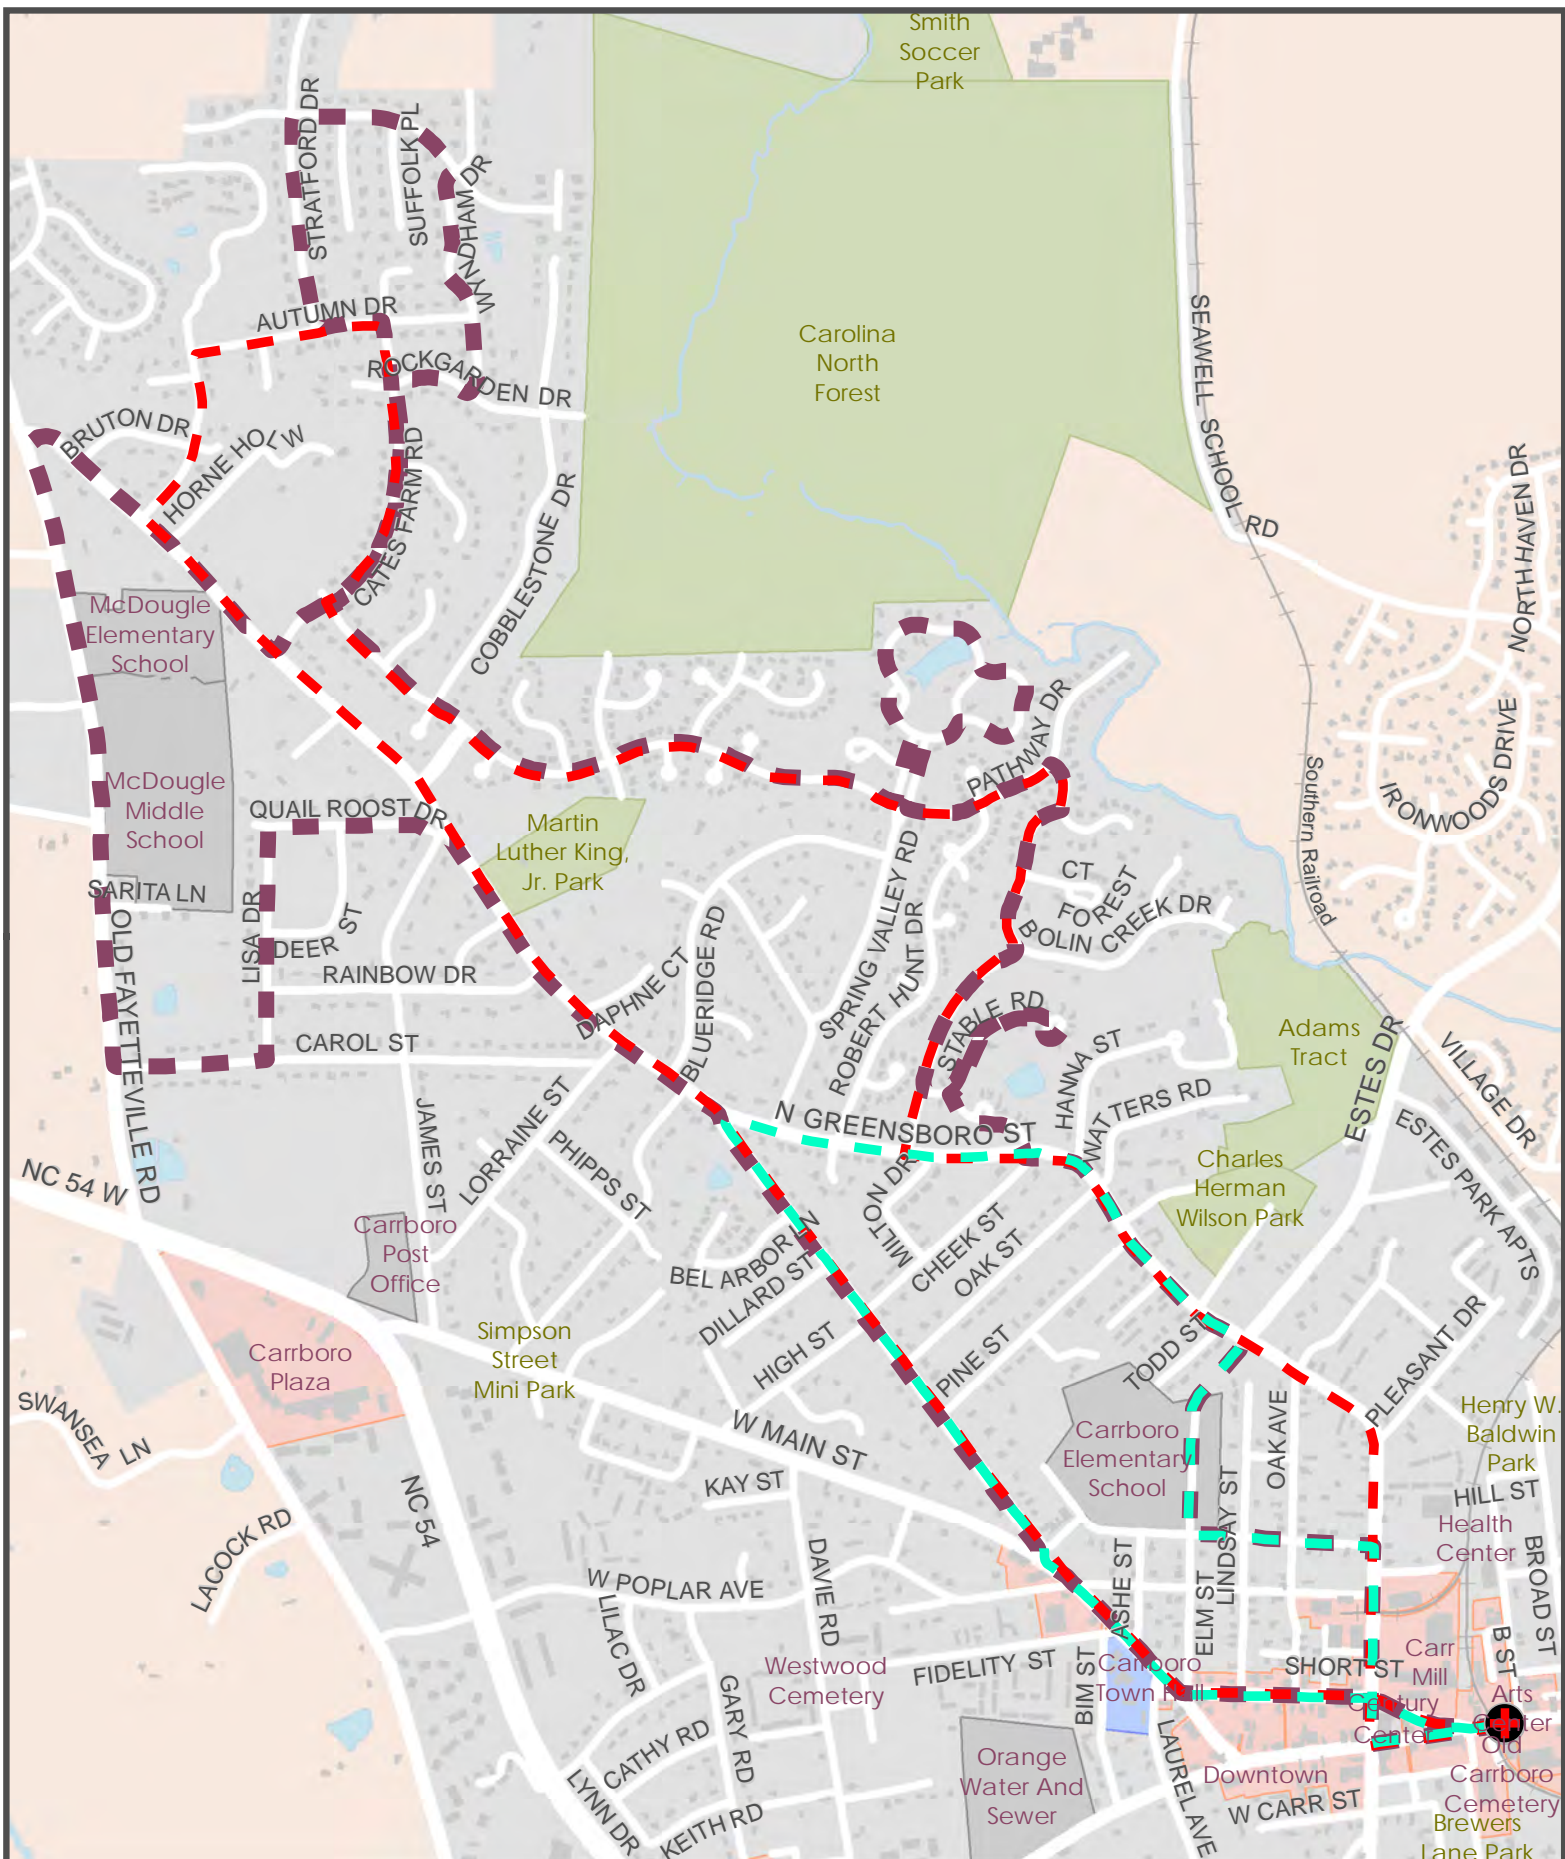 Smith
Soccer
Park
STRATFORD DR
SUFFOLK PL
WYNDHAM DR
AUTUMN DR
ROCKGARDEN DR
Carolina
North
Forest
SEAWELL SCHOOL RD
BRUTON DR
HORNE HOLW
CATES FARM RD
COBBLESTONE DR
NORTH HAVEN DR
McDougle
Elementary
School
PATHWAY DR
IRONWOODS DRIVE
Southern Railroad
McDougle
Middle
School
QUAIL ROOST DR
Martin
Luther King,
Jr. Park
SARITA LN
LISA DR
DEER ST
RAINBOW DR
CT
FOREST
BOLIN CREEK DR
SPRING VALLEY RD
ROBERT HUNT DR
OLD FAYETTEVILLE RD
DAPHNE CT
BLUERIDGE RD
STABLE RD
CAROL ST
HANNA ST
Adams
Tract
ESTES DR
VILLAGE DR
N GREENSBORO ST
WATTERS RD
ESTES PARK APTS
JAMES ST
LORRAINE ST
PHIPPS ST
NC 54 W
MILTON DR
Charles
Herman
Wilson Park
Carrboro
Post
Office
BEL ARBOR LN
DILLARD ST
CHEEK ST
OAK ST
Simpson
Street
Mini Park
HIGH ST
PINE ST
TODD ST
PLEASANT DR
Carrboro
Plaza
SWANSEA LN
W MAIN ST
Carrboro
Elementary
School
OAK AVE
Henry W.
Baldwin
Park
KAY ST
NC 54
LINDSAY ST
HILL ST
Health
Center
LACOCK RD
DAVIE RD
ASHE ST
ELM ST
BROAD ST
W POPLAR AVE
LILAC DR
Westwood
Cemetery
FIDELITY ST
BIM ST
Carrboro
Town Hall
SHORT ST
Carr
Mill
B ST
Century
Center
Arts
Center
GARY RD
CATHY RD
LYNN DR
KEITH RD
Orange
Water And
Sewer
LAUREL AVE
Downtown
W CARR ST
Old
Carrboro
Cemetery
Brewers
Lane Park